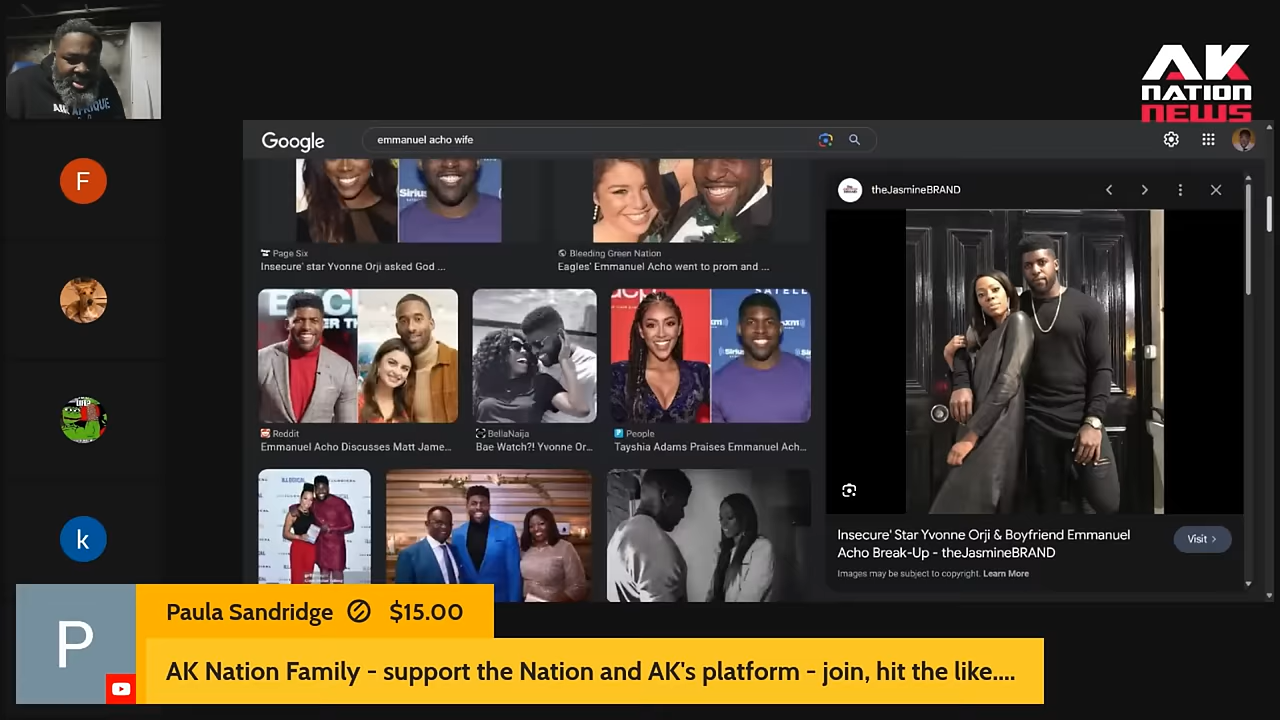 AK
NATION
NEWS
Google
emmanuel acho wife
theJasmineBRAND
Page Six
Insecure' star Yvonne Orji asked God ...
Bleeding Green Nation
Eagles' Emmanuel Acho went to prom and ...
F
Reddit
Emmanuel Acho Discusses Matt Jame...
BellaNaija
Bae Watch?! Yvonne Or...
People
Tayshia Adams Praises Emmanuel Ach...
k
Insecure' Star Yvonne Orji & Boyfriend Emmanuel
Acho Break-Up - theJasmineBRAND
Visit
Images may be subject to copyright. Learn More
P
Paula Sandridge $15.00
AK Nation Family - support the Nation and AK's platform - join, hit the like....